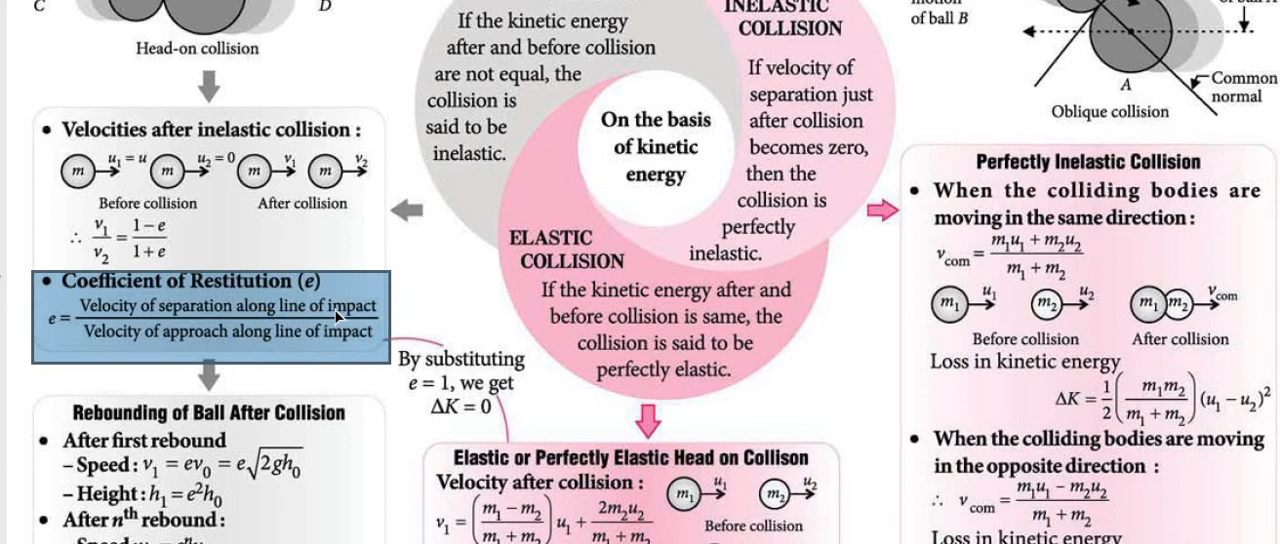 C
D
Head-on collision
• Velocities after inelastic collision :
m u₁ = u m u₂ = 0 m v₁ m v₂
Before collision After collision
∴ v₁/v₂ = (1 – e)/(1 + e)
• Coefficient of Restitution (e)
e = Velocity of separation along line of impact / Velocity of approach along line of impact
Rebounding of Ball After Collision
• After first rebound
– Speed : v₁ = ev₀ = e√(2gh₀)
– Height : h₁ = e²h₀
• After nᵗʰ rebound :
If the kinetic energy
after and before collision
are not equal, the
collision is
said to be
inelastic.
INELASTIC
COLLISION
If velocity of
separation just
after collision
becomes zero,
then the
collision is
perfectly
inelastic.
On the basis
of kinetic
energy
ELASTIC
COLLISION
If the kinetic energy after and
before collision is same, the
collision is said to be
perfectly elastic.
By substituting
e = 1, we get
ΔK = 0
Elastic or Perfectly Elastic Head on Collison
Velocity after collision :
m₁ u₁ m₂ u₂
v₁ = ((m₁ – m₂)/(m₁ + m₂)) u₁ + 2m₂u₂/(m₁ + m₂)
Before collision
of ball B
A
Common
normal
Oblique collision
Perfectly Inelastic Collision
• When the colliding bodies are
moving in the same direction :
v com = (m₁u₁ + m₂u₂)/(m₁ + m₂)
m₁ u₁ m₂ u₂ m₁ m₂ v com
Before collision After collision
Loss in kinetic energy
ΔK = 1/2 (m₁m₂/(m₁ + m₂)) (u₁ – u₂)²
• When the colliding bodies are moving
in the opposite direction :
∴ v com = (m₁u₁ – m₂u₂)/(m₁ + m₂)
Loss in kinetic energy